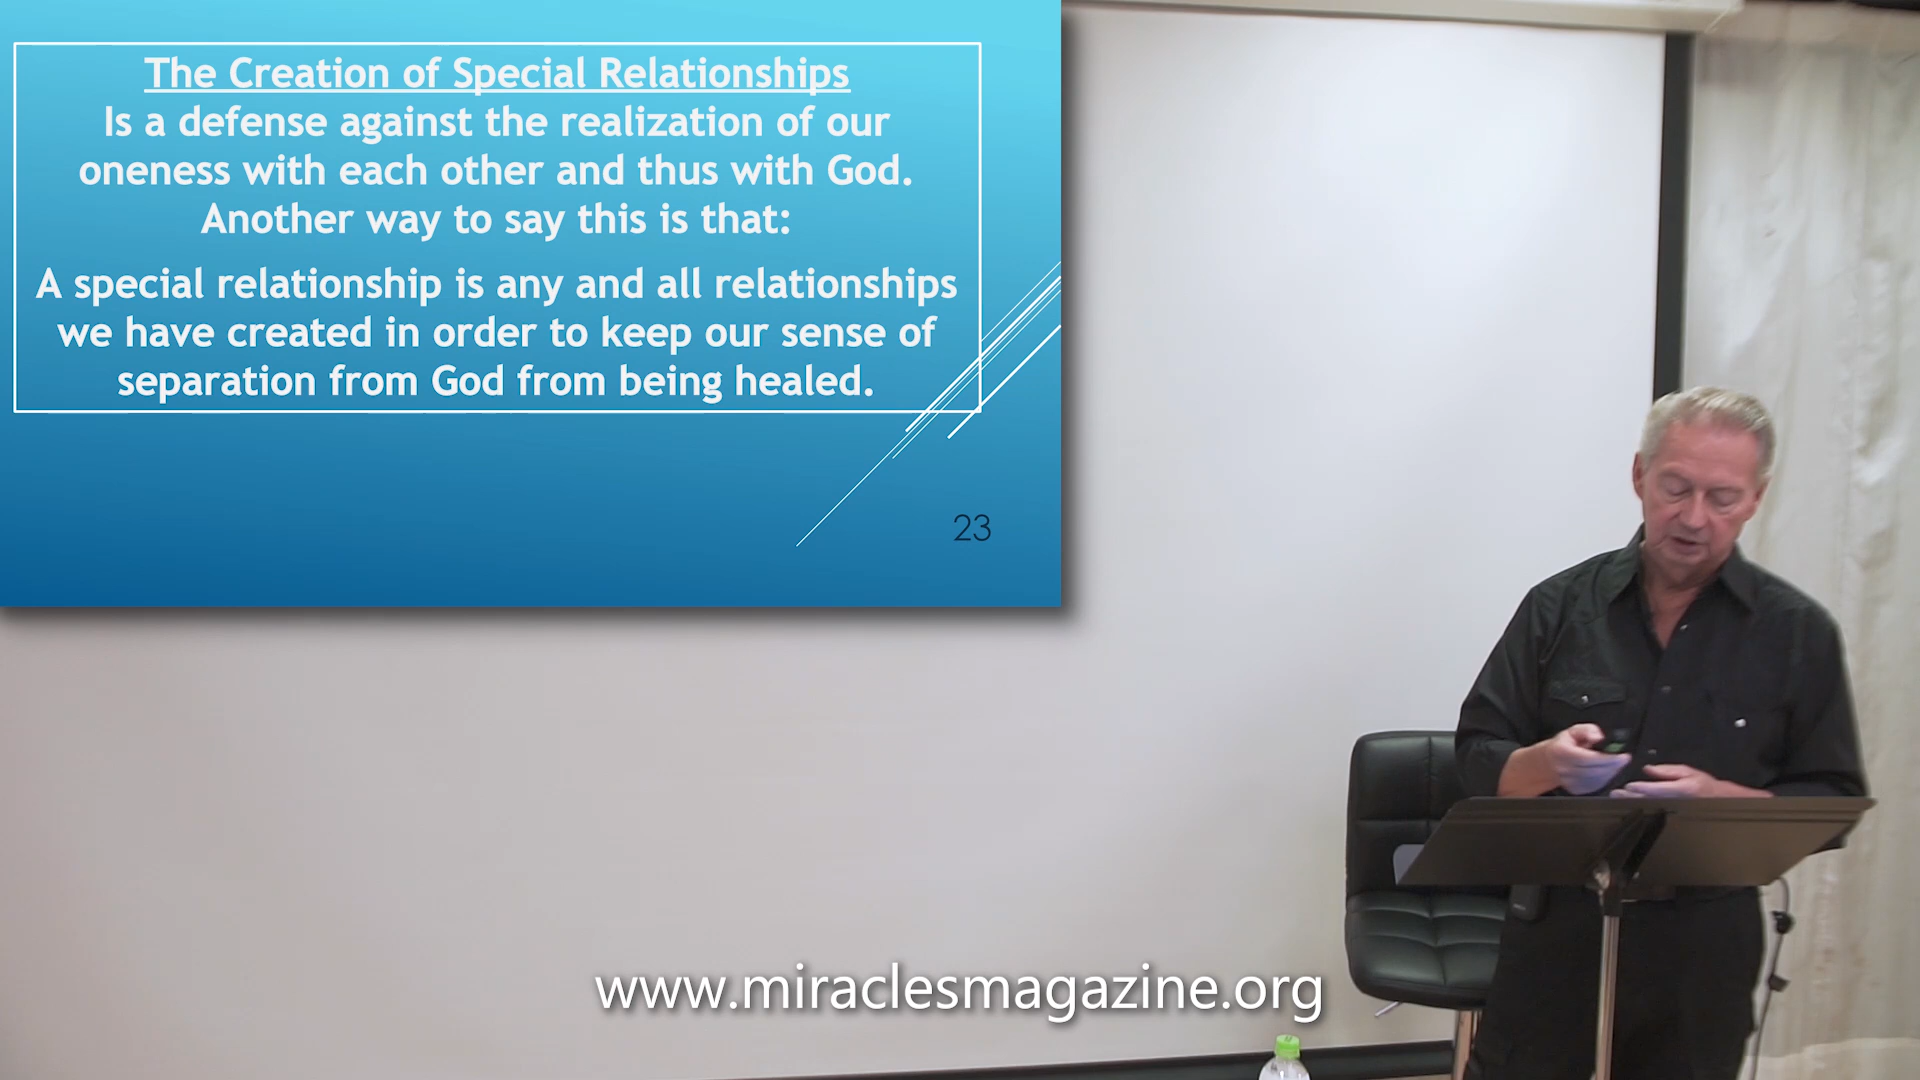 The Creation of Special Relationships
Is a defense against the realization of our
oneness with each other and thus with God.
Another way to say this is that:
A special relationship is any and all relationships
we have created in order to keep our sense of
separation from God from being healed.
23
www.miraclesmagazine.org